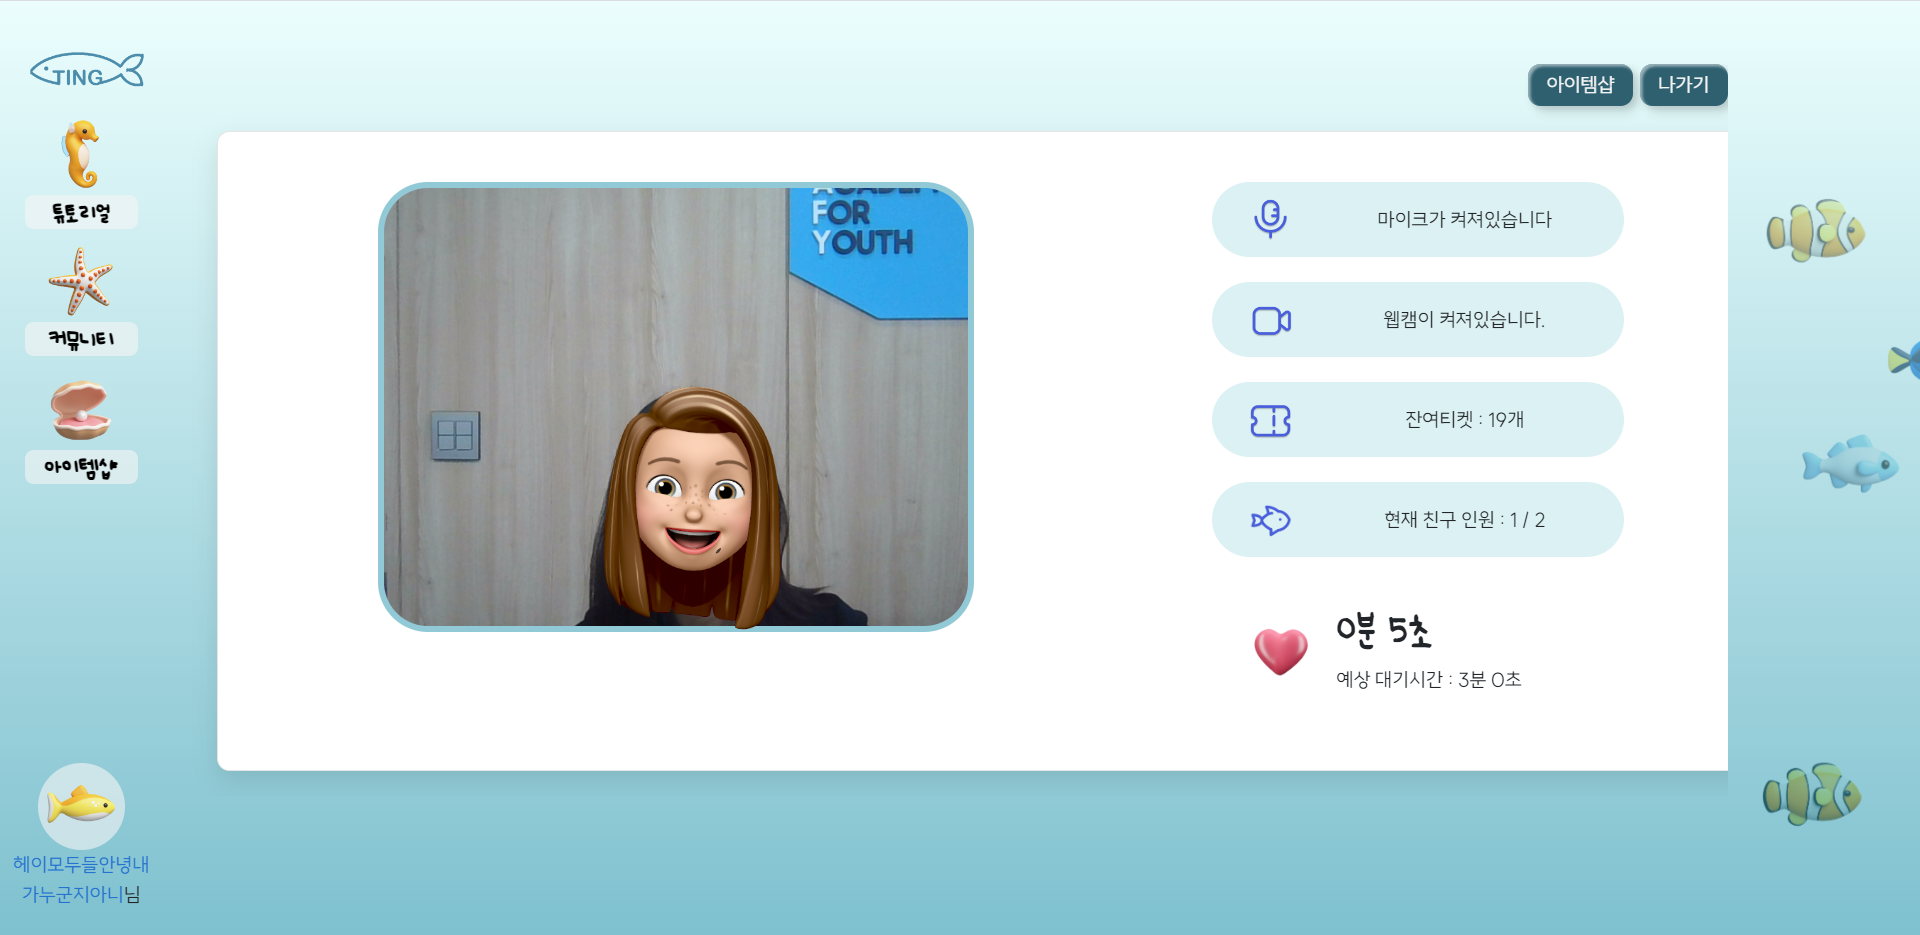 TING
아이템샵
나가기
튜토리얼
커뮤니티
아이템샵
ACADEM
FOR
YOUTH
마이크가 켜져있습니다
웹캠이 켜져있습니다.
잔여티켓 : 19개
현재 친구 인원 : 1 / 2
0분 5초
예상 대기시간 : 3분 0초
헤이모두들안녕내
가누군지아니님